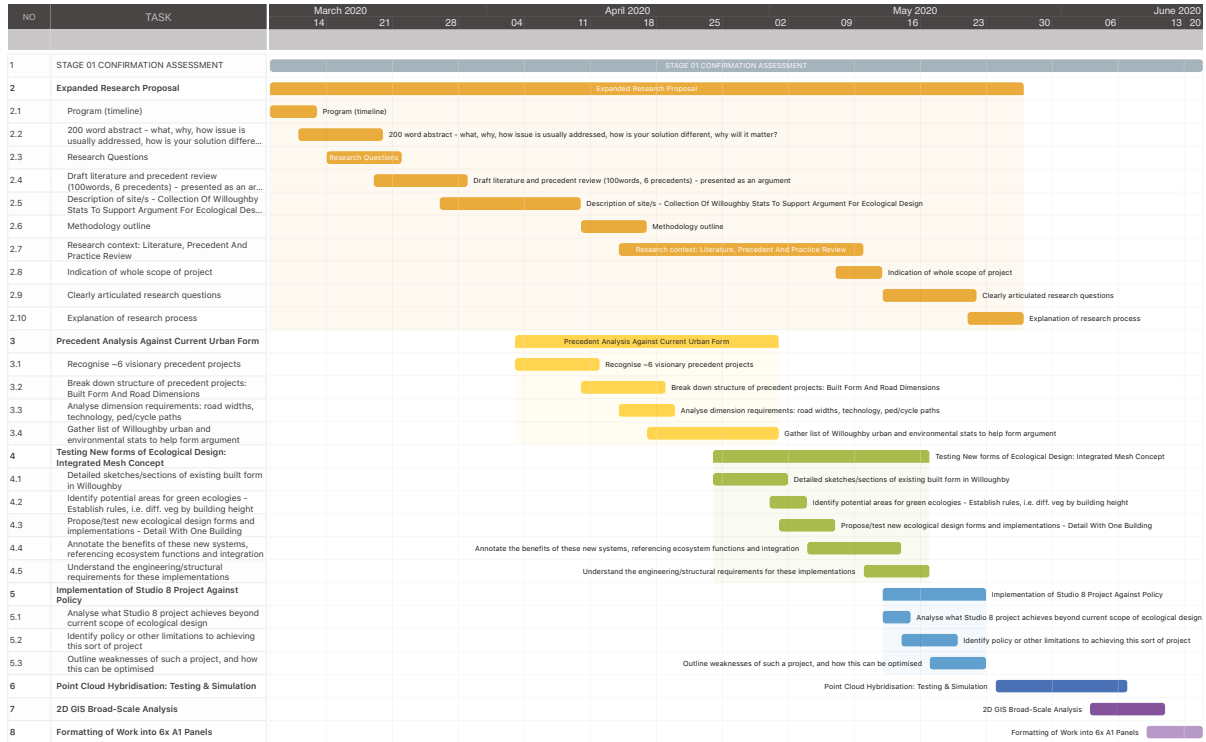 NO TASK March 2020 April 2020 May 2020 June 2020
14 21 28 04 11 18 25 02 09 16 23 30 06 13 20
1 STAGE 01 CONFIRMATION ASSESSMENT STAGE 01 CONFIRMATION ASSESSMENT
2 Expanded Research Proposal Expanded Research Proposal
2.1 Program (timeline) Program (timeline)
2.2 200 word abstract - what, why, how issue is
usually addressed, how is your solution differe...
200 word abstract - what, why, how issue is usually addressed, how is your solution different, why will it matter?
2.3 Research Questions Research Questions
2.4 Draft literature and precedent review
(100words, 6 precedents) - presented as an ar...
Draft literature and precedent review (100words, 6 precedents) - presented as an argument
2.5 Description of site/s - Collection Of Willoughby
Stats To Support Argument For Ecological Des...
Description of site/s - Collection Of Willoughby Stats To Support Argument For Ecological Design
2.6 Methodology outline Methodology outline
2.7 Research context: Literature, Precedent And
Practice Review
Research context: Literature, Precedent And Practice Review
2.8 Indication of whole scope of project Indication of whole scope of project
2.9 Clearly articulated research questions Clearly articulated research questions
2.10 Explanation of research process Explanation of research process
3 Precedent Analysis Against Current Urban Form Precedent Analysis Against Current Urban Form
3.1 Recognise ~6 visionary precedent projects Recognise ~6 visionary precedent projects
3.2 Break down structure of precedent projects:
Built Form And Road Dimensions
Break down structure of precedent projects: Built Form And Road Dimensions
3.3 Analyse dimension requirements: road widths,
technology, ped/cycle paths
Analyse dimension requirements: road widths, technology, ped/cycle paths
3.4 Gather list of Willoughby urban and
environmental stats to help form argument
Gather list of Willoughby urban and environmental stats to help form argument
4 Testing New forms of Ecological Design:
Integrated Mesh Concept
Testing New forms of Ecological Design: Integrated Mesh Concept
4.1 Detailed sketches/sections of existing built form
in Willoughby
Detailed sketches/sections of existing built form in Willoughby
4.2 Identify potential areas for green ecologies -
Establish rules, i.e. diff. veg by building height
Identify potential areas for green ecologies - Establish rules, i.e. diff. veg by building height
4.3 Propose/test new ecological design forms and
implementations - Detail With One Building
Propose/test new ecological design forms and implementations - Detail With One Building
4.4 Annotate the benefits of these new systems,
referencing ecosystem functions and integration
Annotate the benefits of these new systems, referencing ecosystem functions and integration
4.5 Understand the engineering/structural
requirements for these implementations
Understand the engineering/structural requirements for these implementations
5 Implementation of Studio 8 Project Against
Policy
Implementation of Studio 8 Project Against Policy
5.1 Analyse what Studio 8 project achieves beyond
current scope of ecological design
Analyse what Studio 8 project achieves beyond current scope of ecological design
5.2 Identify policy or other limitations to achieving
this sort of project
Identify policy or other limitations to achieving this sort of project
5.3 Outline weaknesses of such a project, and how
this can be optimised
Outline weaknesses of such a project, and how this can be optimised
6 Point Cloud Hybridisation: Testing & Simulation Point Cloud Hybridisation: Testing & Simulation
7 2D GIS Broad-Scale Analysis 2D GIS Broad-Scale Analysis
8 Formatting of Work into 6x A1 Panels Formatting of Work into 6x A1 Panels